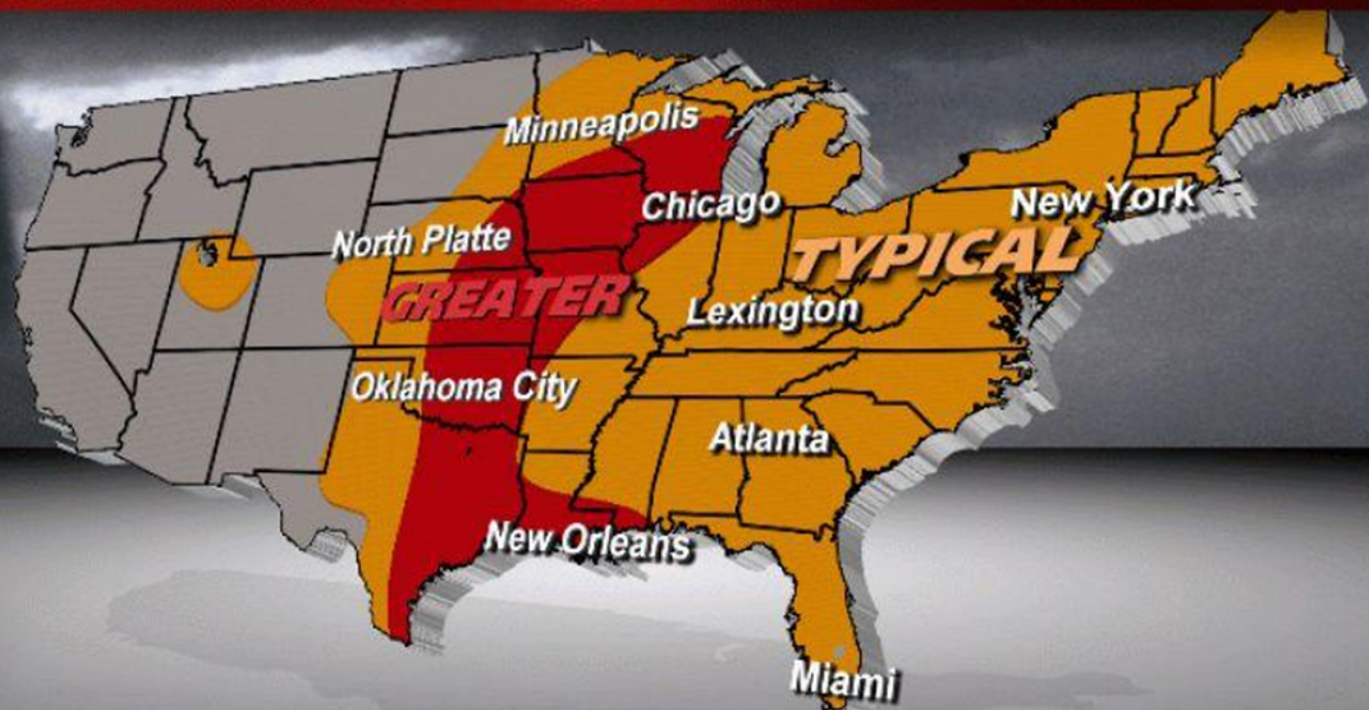 Minneapolis
Chicago
New York
North Platte
TYPICAL
GREATER
Lexington
Oklahoma City
Atlanta
New Orleans
Miami